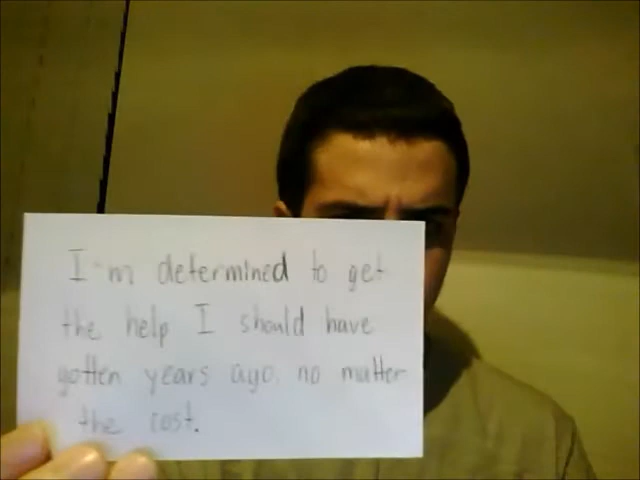 I'm determined to get
the help I should have
gotten years ago no matter
the cost.